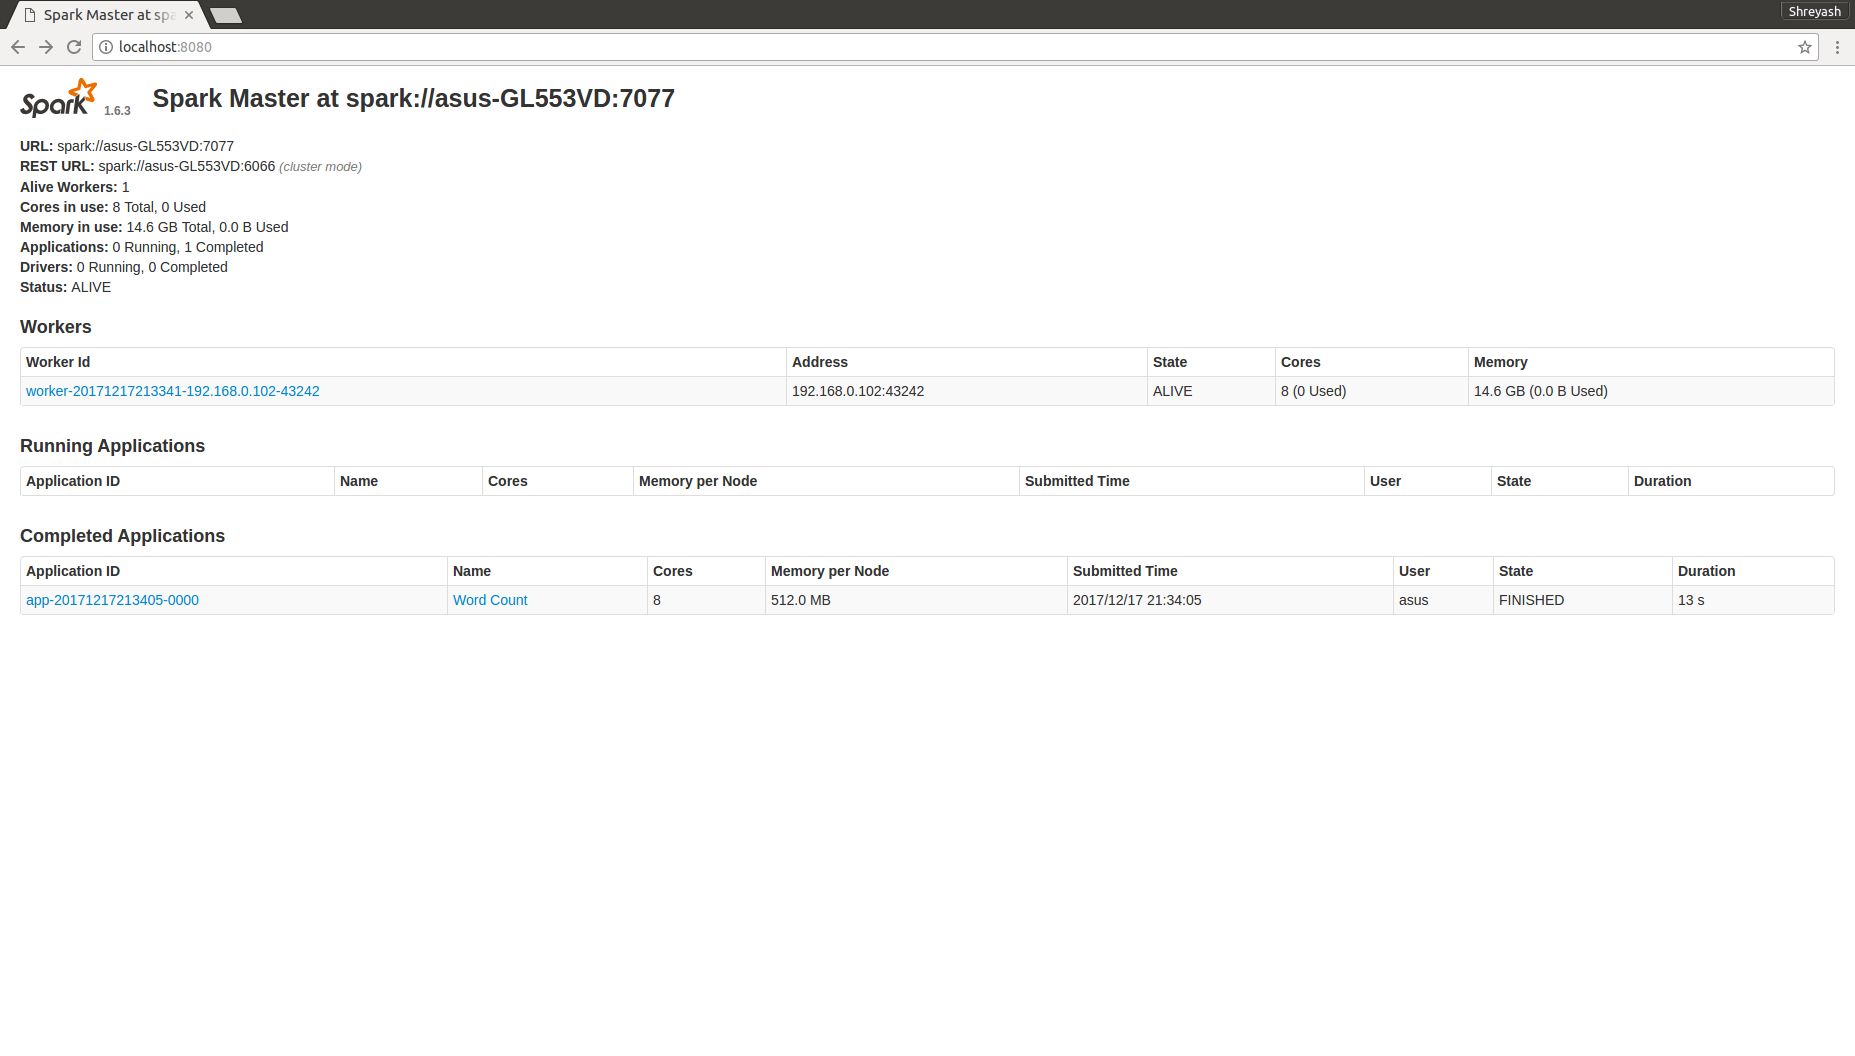 Spark Master at spa
Shreyash
localhost:8080
Spark 1.6.3 Spark Master at spark://asus-GL553VD:7077
URL: spark://asus-GL553VD:7077
REST URL: spark://asus-GL553VD:6066 (cluster mode)
Alive Workers: 1
Cores in use: 8 Total, 0 Used
Memory in use: 14.6 GB Total, 0.0 B Used
Applications: 0 Running, 1 Completed
Drivers: 0 Running, 0 Completed
Status: ALIVE
Workers
Worker Id Address State Cores Memory
worker-20171217213341-192.168.0.102-43242 192.168.0.102:43242 ALIVE 8 (0 Used) 14.6 GB (0.0 B Used)
Running Applications
Application ID Name Cores Memory per Node Submitted Time User State Duration
Completed Applications
Application ID Name Cores Memory per Node Submitted Time User State Duration
app-20171217213405-0000 Word Count 8 512.0 MB 2017/12/17 21:34:05 asus FINISHED 13 s